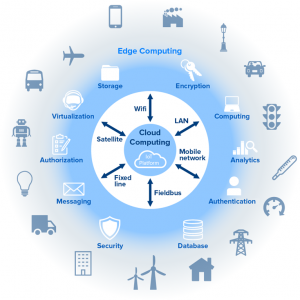 Edge Computing
Storage
Encryption
Wifi
Virtualization
Computing
LAN
Cloud
Computing
Satellite
IoT
Platform
Mobile
network
Authorization
Analytics
Fixed
line
Fieldbus
Messaging
Authentication
Security
Database